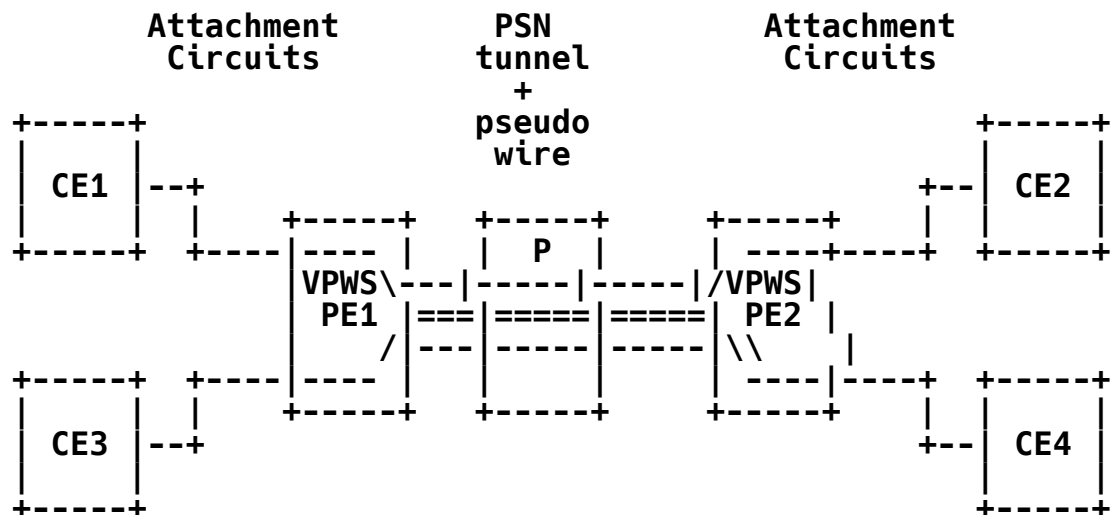 Attachment        PSN           Attachment
        Circuits        tunnel          Circuits
                          +
+-----+                 pseudo                    +-----+
|     |                  wire                     |     |
| CE1 |--+                                     +--| CE2 |
|     |  |    +-----+   +-----+     +-----+    |  |     |
+-----+  +----|---- |   |  P  |     | ----+----+  +-----+
              |VPWS\---|-----|-----|/VPWS|
              | PE1 |===|=====|=====| PE2 |
              |    /|---|-----|-----|\\    |
+-----+  +----|---- |   |     |     | ----|----+  +-----+
|     |  |    +-----+   +-----+     +-----+    |  |     |
| CE3 |--+                                     +--| CE4 |
|     |                                           |     |
+-----+                                           +-----+